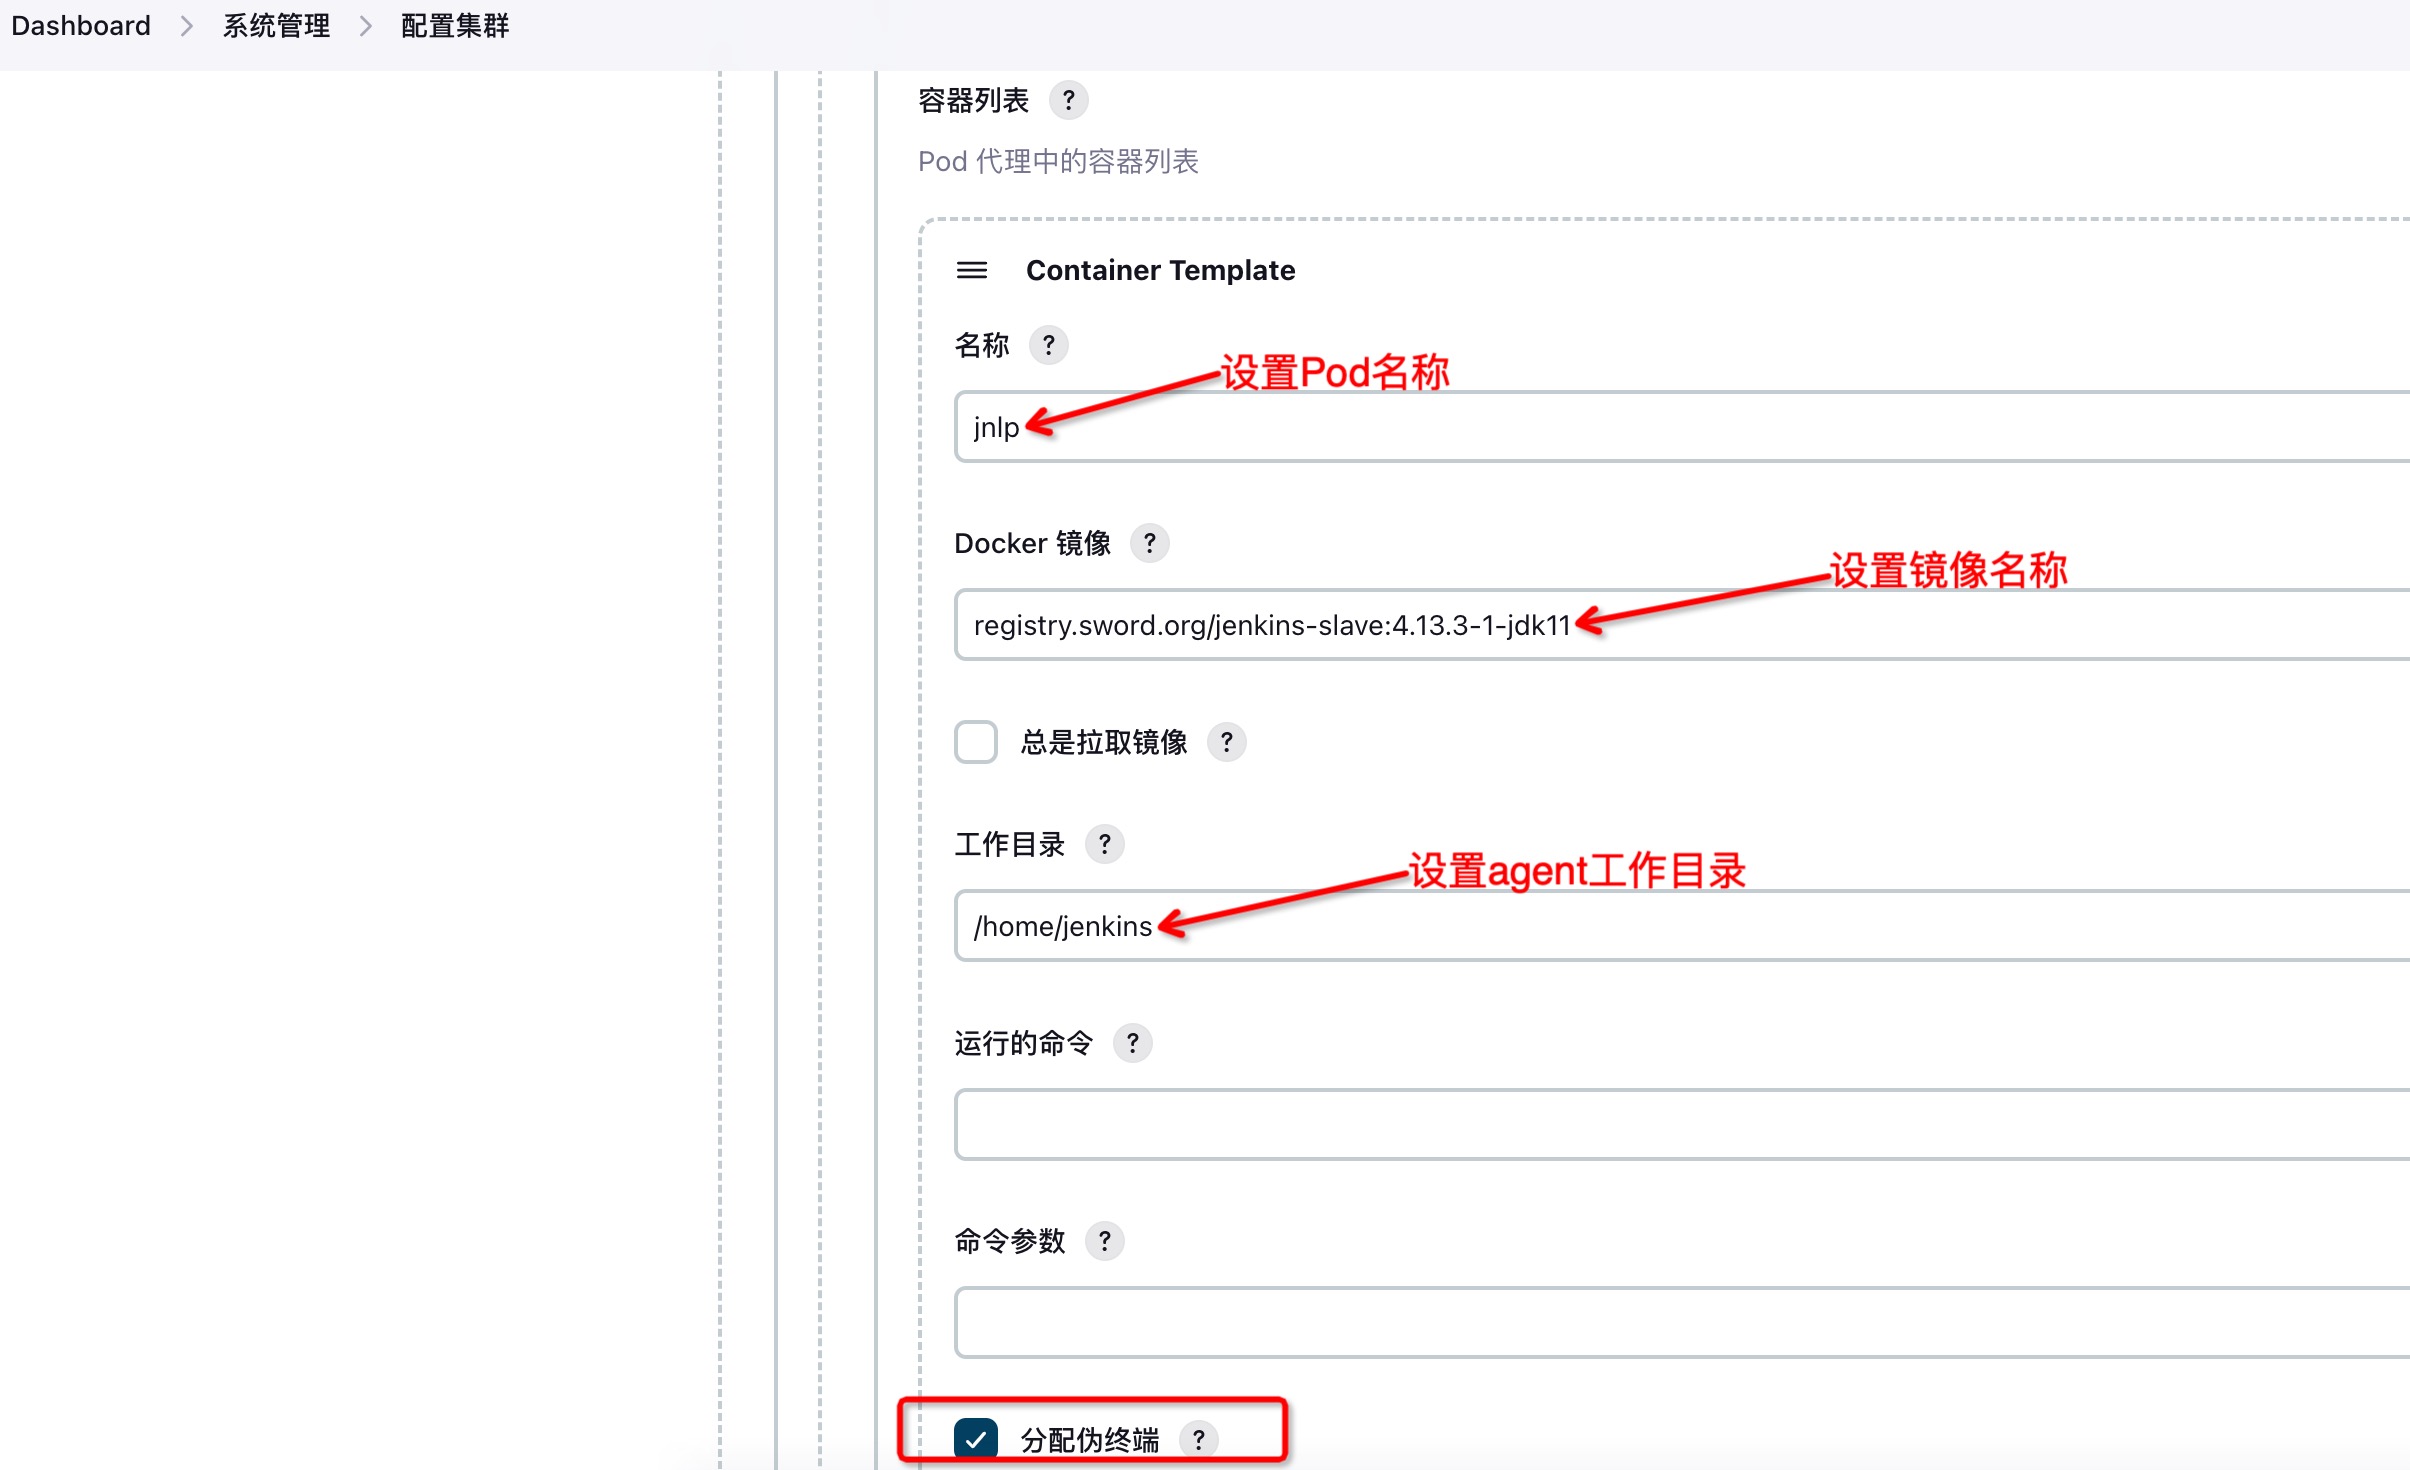 Dashboard > 系统管理 > 配置集群
容器列表 ?
Pod 代理中的容器列表
Container Template
名称 ?
设置Pod名称
jnlp
Docker 镜像 ?
设置镜像名称
registry.sword.org/jenkins-slave:4.13.3-1-jdk11
总是拉取镜像 ?
工作目录 ?
设置agent工作目录
/home/jenkins
运行的命令 ?
命令参数 ?
分配伪终端 ?